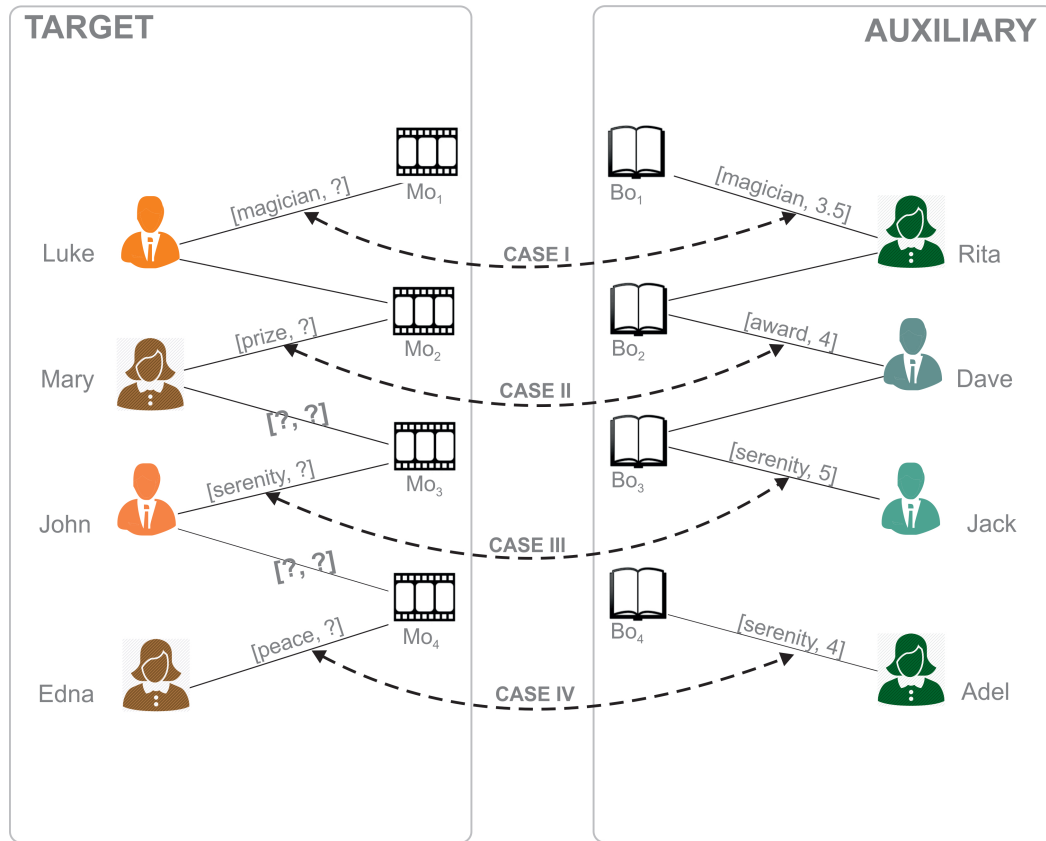 TARGET
AUXILIARY
Mo1
Bo1
[magician, ?]
[magician, 3.5]
Luke
CASE I
Rita
Mo2
Bo2
[prize, ?]
[award, 4]
Mary
CASE II
Dave
[?, ?]
Mo3
Bo3
[serenity, ?]
[serenity, 5]
John
CASE III
Jack
[?, ?]
Mo4
Bo4
[peace, ?]
[serenity, 4]
Edna
CASE IV
Adel